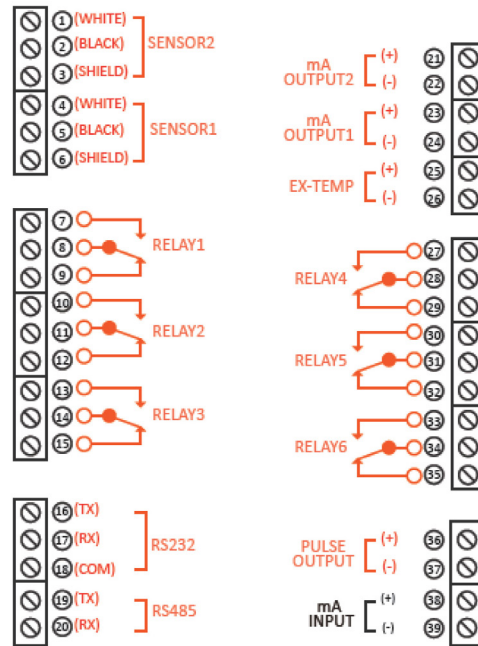 1 (WHITE)
2 (BLACK) SENSOR2
3 (SHIELD)
4 (WHITE)
5 (BLACK) SENSOR1
6 (SHIELD)
7
8 RELAY1
9
10
11 RELAY2
12
13
14 RELAY3
15
16 (TX)
17 (RX) RS232
18 (COM)
19 (TX) RS485
20 (RX)
mA (+) 21
OUTPUT2 (-) 22
mA (+) 23
OUTPUT1 (-) 24
EX-TEMP (+) 25
(-) 26
27
RELAY4 28
29
30
RELAY5 31
32
33
RELAY6 34
35
PULSE (+) 36
OUTPUT (-) 37
mA (+) 38
INPUT (-) 39